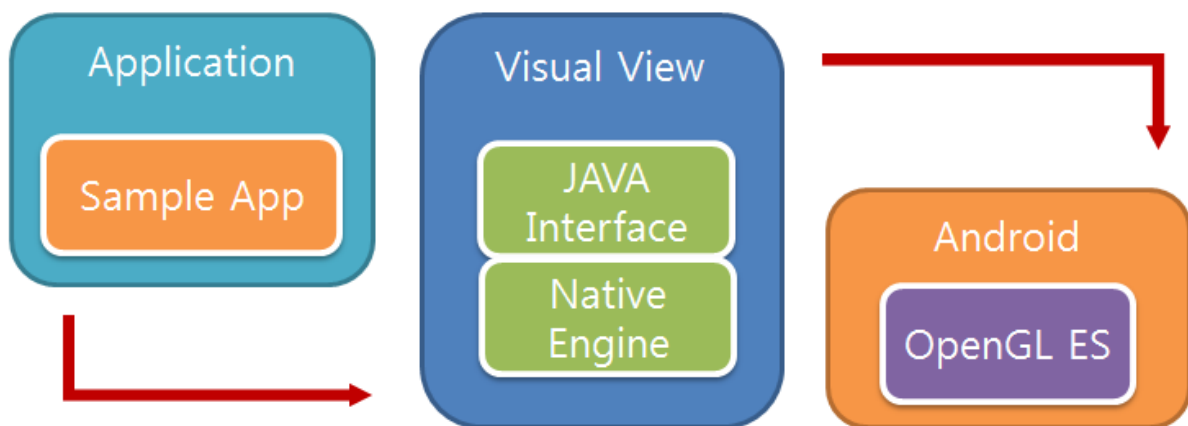 Application
Sample App
Visual View
JAVA
Interface
Native
Engine
Android
OpenGL ES